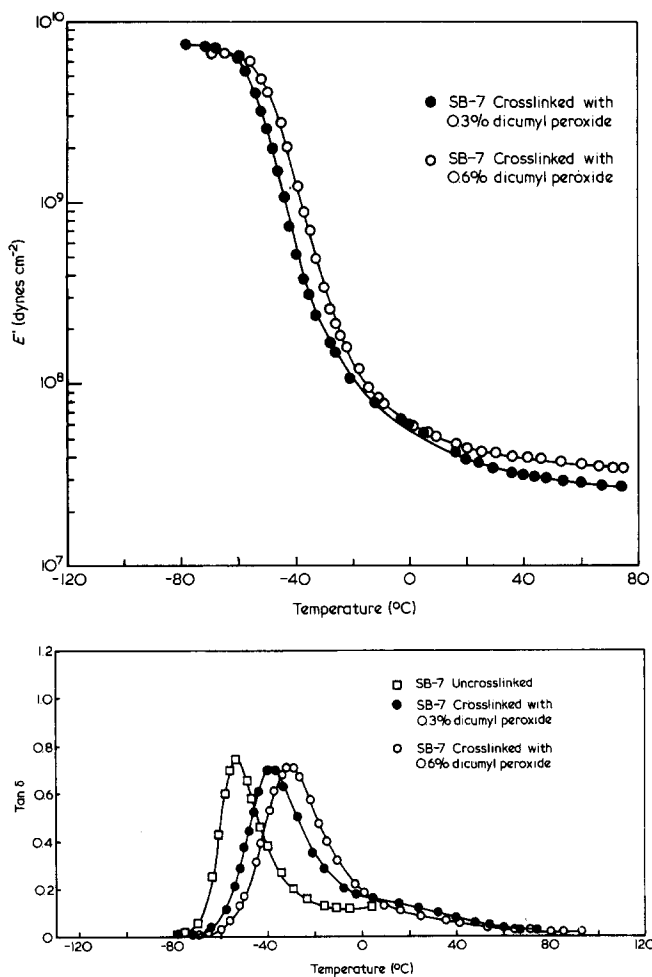 10¹⁰
10⁹
10⁸
10⁷
E' (dynes cm⁻²)
● SB-7 Crosslinked with
0.3% dicumyl peroxide
○ SB-7 Crosslinked with
0.6% dicumyl peroxide
-120 -80 -40 0 40 80
Temperature (ºC)
1.2
1.0
0.8
0.6
0.4
0.2
0
Tan δ
□ SB-7 Uncrosslinked
● SB-7 Crosslinked with
0.3% dicumyl peroxide
○ SB-7 Crosslinked with
0.6% dicumyl peroxide
-120 -80 -40 0 40 80 120
Temperature (ºC)